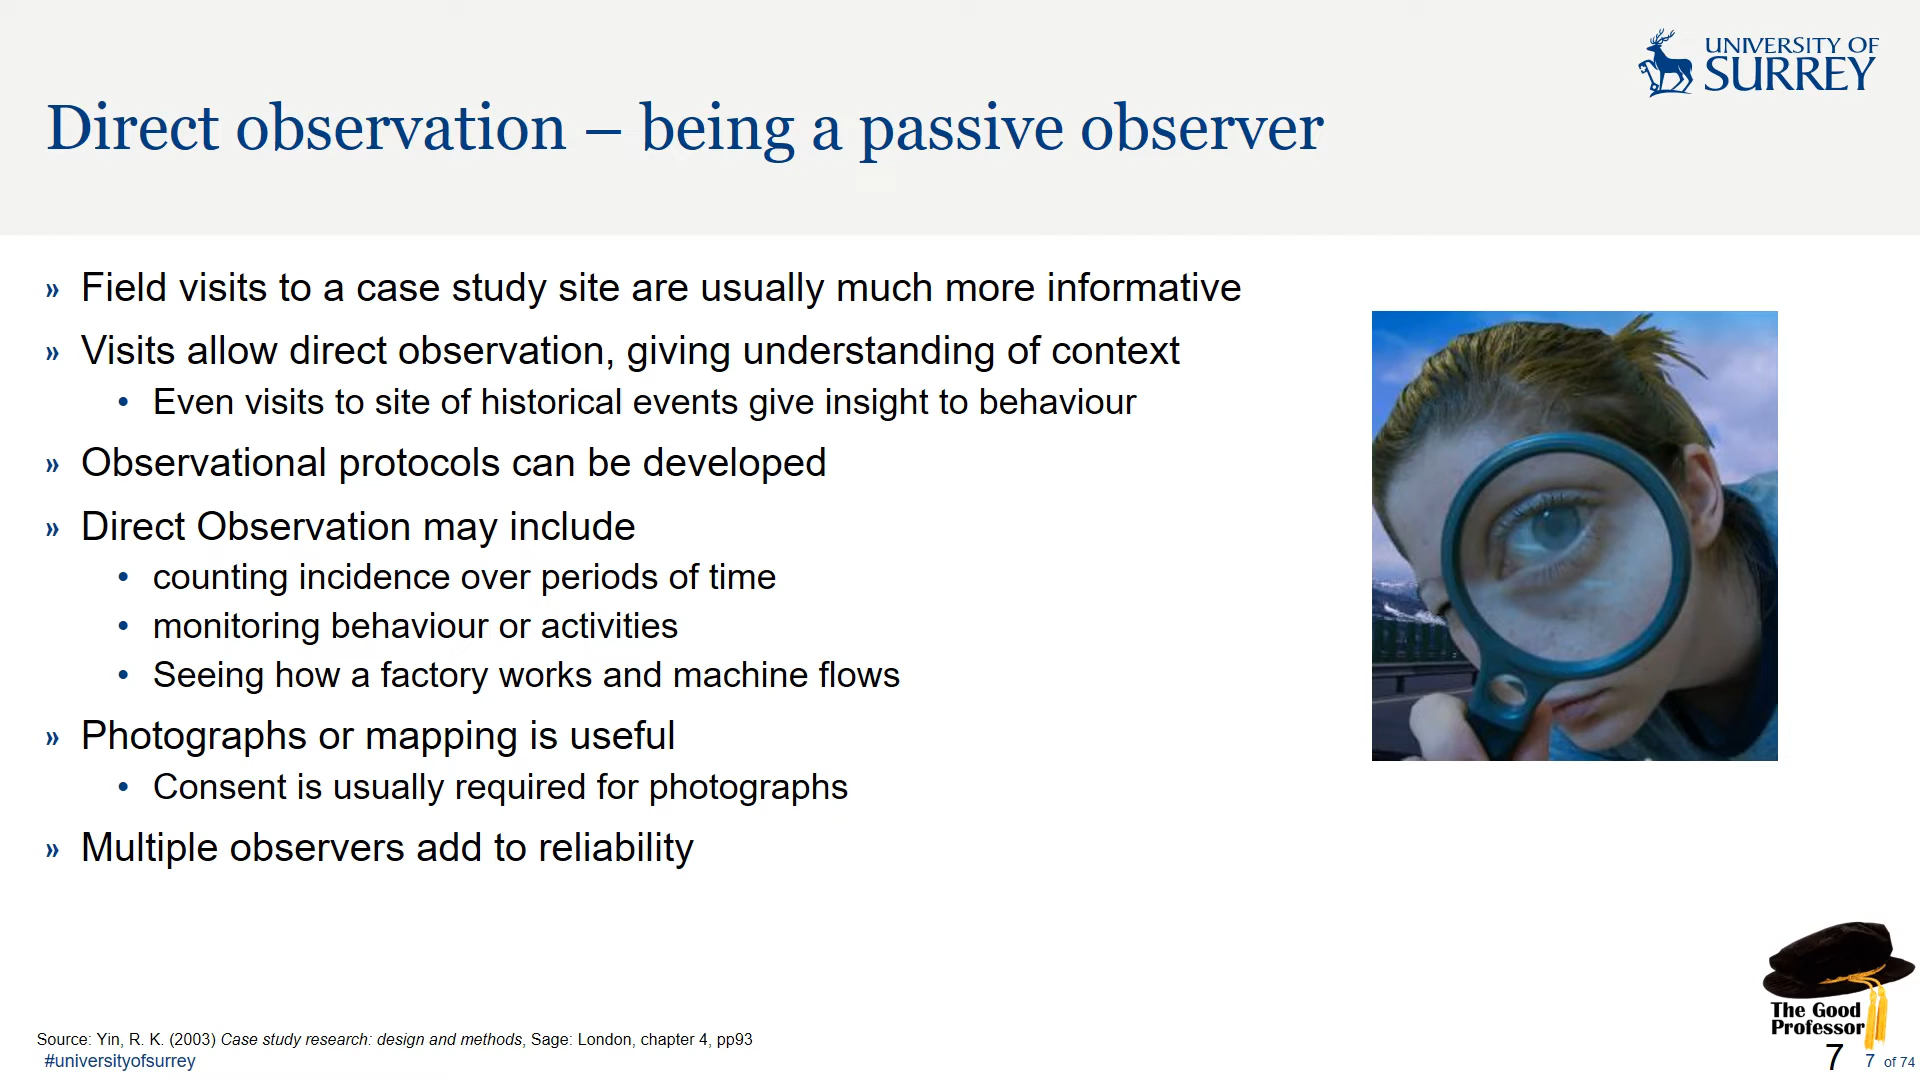 UNIVERSITY OF
SURREY
Direct observation – being a passive observer
» Field visits to a case study site are usually much more informative
» Visits allow direct observation, giving understanding of context
• Even visits to site of historical events give insight to behaviour
» Observational protocols can be developed
» Direct Observation may include
• counting incidence over periods of time
• monitoring behaviour or activities
• Seeing how a factory works and machine flows
» Photographs or mapping is useful
• Consent is usually required for photographs
» Multiple observers add to reliability
The Good
Professor
Source: Yin, R. K. (2003) Case study research: design and methods, Sage: London, chapter 4, pp93
#universityofsurrey
7 7 of 74